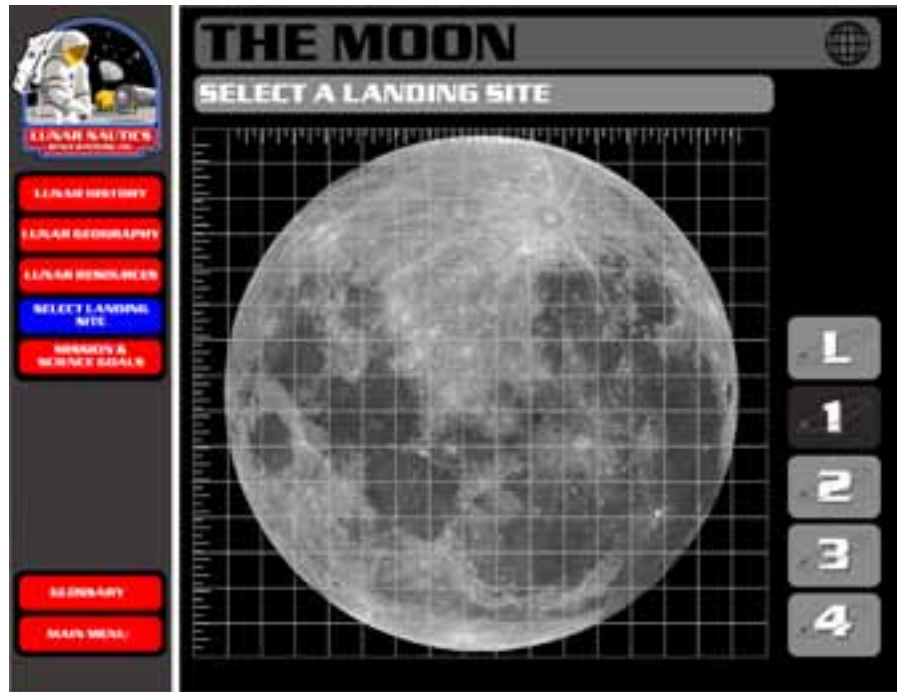 THE MOON
SELECT A LANDING SITE
LUNAR NAUTICS
LUNAR HISTORY
LUNAR GEOGRAPHY
LUNAR RESOURCES
SELECT LANDING
SITE
MISSION &
SCIENCE GOALS
L
1
2
3
4
GLOSSARY
MAIN MENU